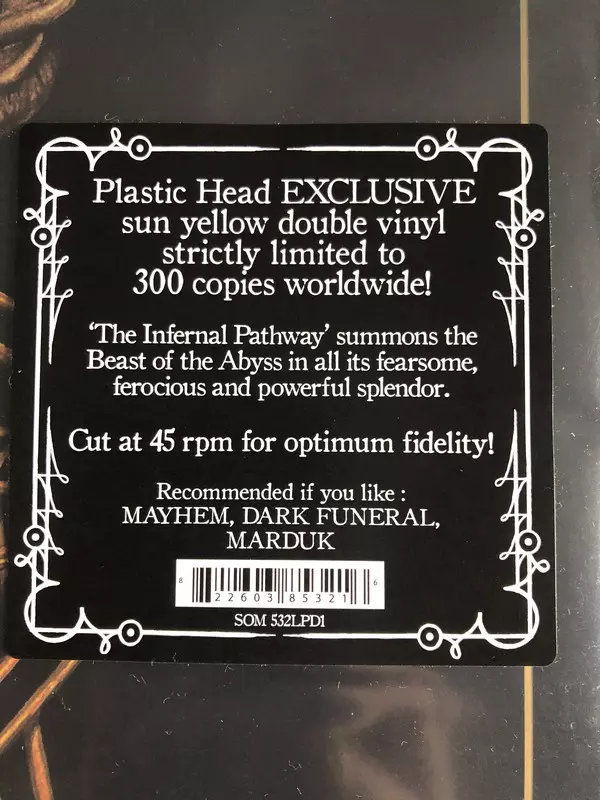 Plastic Head EXCLUSIVE
sun yellow double vinyl
strictly limited to
300 copies worldwide!
'The Infernal Pathway' summons the
Beast of the Abyss in all its fearsome,
ferocious and powerful splendor.
Cut at 45 rpm for optimum fidelity!
Recommended if you like :
MAYHEM, DARK FUNERAL,
MARDUK
8 22603 85321 6
SOM 532LPD1